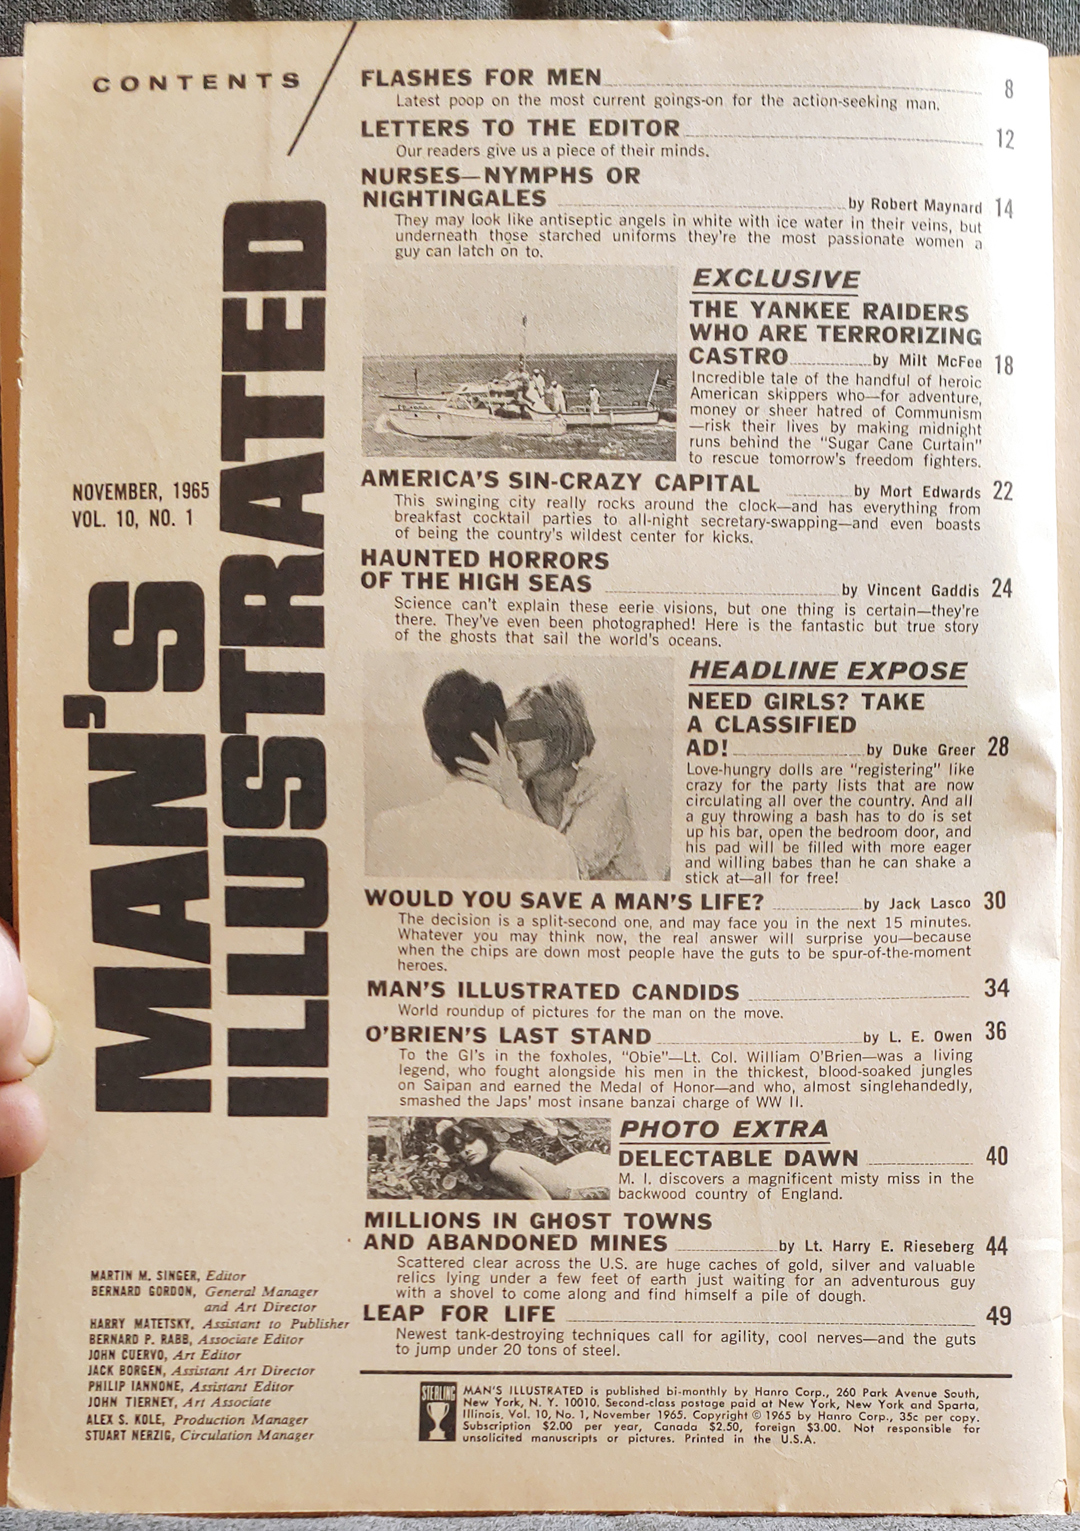 CONTENTS
FLASHES FOR MEN 8
Latest poop on the most current goings-on for the action-seeking man.
LETTERS TO THE EDITOR 12
Our readers give us a piece of their minds.
NURSES—NYMPHS OR
NIGHTINGALES by Robert Maynard 14
They may look like antiseptic angels in white with ice water in their veins, but
underneath those starched uniforms they're the most passionate women a
guy can latch on to.
EXCLUSIVE
THE YANKEE RAIDERS
WHO ARE TERRORIZING
CASTRO by Milt McFee 18
Incredible tale of the handful of heroic
American skippers who—for adventure,
money or sheer hatred of Communism
—risk their lives by making midnight
runs behind the "Sugar Cane Curtain"
to rescue tomorrow's freedom fighters.
AMERICA'S SIN-CRAZY CAPITAL by Mort Edwards 22
This swinging city really rocks around the clock—and has everything from
breakfast cocktail parties to all-night secretary-swapping—and even boasts
of being the country's wildest center for kicks.
HAUNTED HORRORS
OF THE HIGH SEAS by Vincent Gaddis 24
Science can't explain these eerie visions, but one thing is certain—they're
there. They've even been photographed! Here is the fantastic but true story
of the ghosts that sail the world's oceans.
HEADLINE EXPOSE
NEED GIRLS? TAKE
A CLASSIFIED
AD! by Duke Greer 28
Love-hungry dolls are "registering" like
crazy for the party lists that are now
circulating all over the country. And all
a guy throwing a bash has to do is set
up his bar, open the bedroom door, and
his pad will be filled with more eager
and willing babes than he can shake a
stick at—all for free!
WOULD YOU SAVE A MAN'S LIFE? by Jack Lasco 30
The decision is a split-second one, and may face you in the next 15 minutes.
Whatever you may think now, the real answer will surprise you—because
when the chips are down most people have the guts to be spur-of-the-moment
heroes.
MAN'S ILLUSTRATED CANDIDS 34
World roundup of pictures for the man on the move.
O'BRIEN'S LAST STAND by L. E. Owen 36
To the GI's in the foxholes, "Obie"—Lt. Col. William O'Brien—was a living
legend, who fought alongside his men in the thickest, blood-soaked jungles
on Saipan and earned the Medal of Honor—and who, almost singlehandedly,
smashed the Japs' most insane banzai charge of WW II.
PHOTO EXTRA
DELECTABLE DAWN 40
M. I. discovers a magnificent misty miss in the
backwood country of England.
MILLIONS IN GHOST TOWNS
AND ABANDONED MINES by Lt. Harry E. Rieseberg 44
Scattered clear across the U.S. are huge caches of gold, silver and valuable
relics lying under a few feet of earth just waiting for an adventurous guy
with a shovel to come along and find himself a pile of dough.
LEAP FOR LIFE 49
Newest tank-destroying techniques call for agility, cool nerves—and the guts
to jump under 20 tons of steel.
MAN'S
ILLUSTRATED
NOVEMBER, 1965
VOL. 10, NO. 1
MARTIN M. SINGER, Editor
BERNARD GORDON, General Manager
and Art Director
HARRY MATETSKY, Assistant to Publisher
BERNARD P. RABB, Associate Editor
JOHN CUERVO, Art Editor
JACK BORGEN, Assistant Art Director
PHILIP IANNONE, Assistant Editor
JOHN TIERNEY, Art Associate
ALEX S. KOLE, Production Manager
STUART NERZIG, Circulation Manager
STERLING
MAN'S ILLUSTRATED is published bi-monthly by Hanro Corp., 260 Park Avenue South,
New York, N. Y. 10010. Second-class postage paid at New York, New York and Sparta,
Illinois, Vol. 10, No. 1, November 1965. Copyright © 1965 by Hanro Corp., 35c per copy.
Subscription $2.00 per year, Canada $2.50, foreign $3.00. Not responsible for
unsolicited manuscripts or pictures. Printed in the U.S.A.